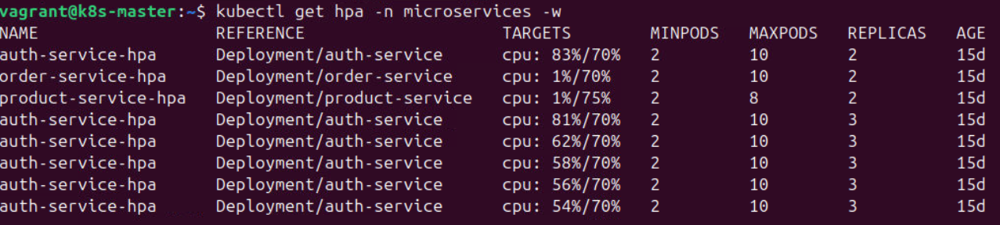 vagrant@k8s-master:~$ kubectl get hpa -n microservices -w
NAME REFERENCE TARGETS MINPODS MAXPODS REPLICAS AGE
auth-service-hpa Deployment/auth-service cpu: 83%/70% 2 10 2 15d
order-service-hpa Deployment/order-service cpu: 1%/70% 2 10 2 15d
product-service-hpa Deployment/product-service cpu: 1%/75% 2 8 2 15d
auth-service-hpa Deployment/auth-service cpu: 81%/70% 2 10 3 15d
auth-service-hpa Deployment/auth-service cpu: 62%/70% 2 10 3 15d
auth-service-hpa Deployment/auth-service cpu: 58%/70% 2 10 3 15d
auth-service-hpa Deployment/auth-service cpu: 56%/70% 2 10 3 15d
auth-service-hpa Deployment/auth-service cpu: 54%/70% 2 10 3 15d